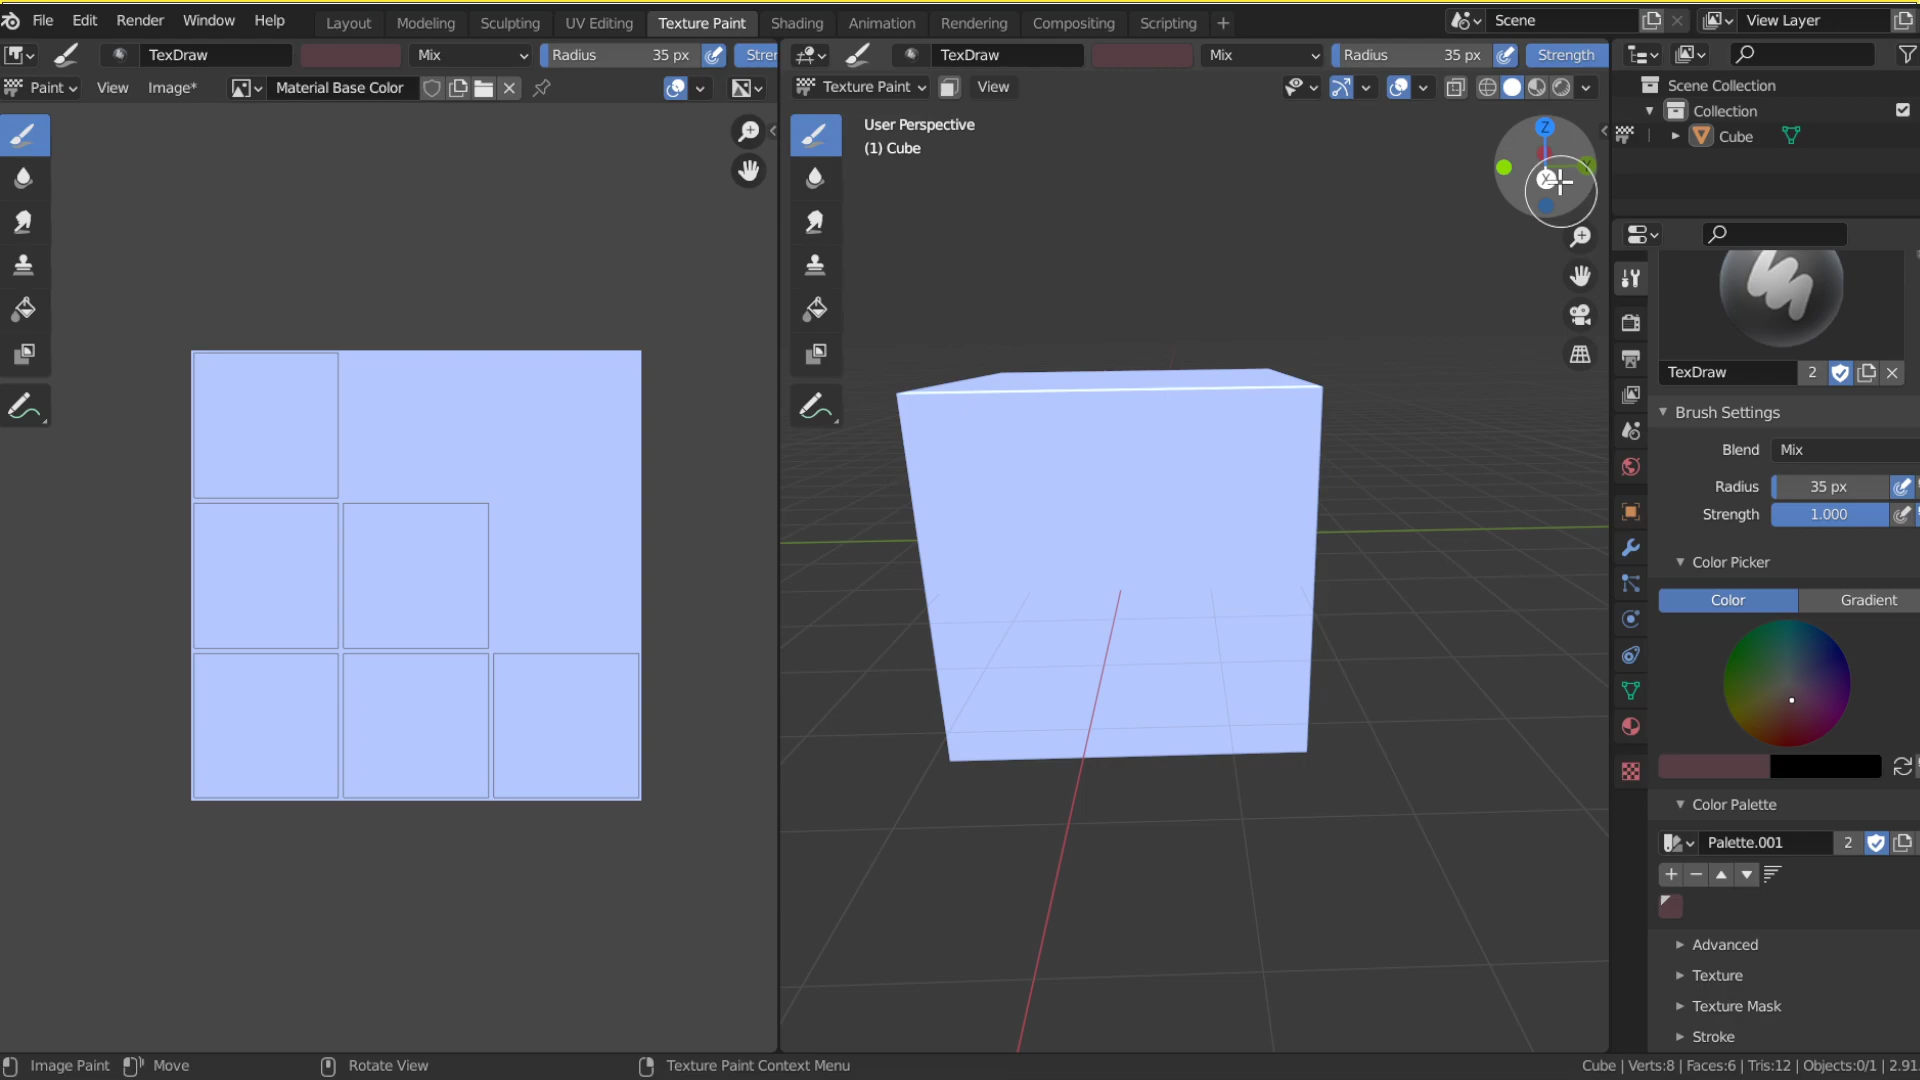 File Edit Render Window Help Layout Modeling Sculpting UV Editing Texture Paint Shading Animation Rendering Compositing Scripting + Scene View Layer
TexDraw Mix Radius 35 px TexDraw Mix Radius 35 px Strength
Paint View Image* Material Base Color Texture Paint View
Scene Collection
Collection
Cube
User Perspective
(1) Cube
Z
Y
X
TexDraw 2
Brush Settings
Blend Mix
Radius 35 px
Strength 1.000
Color Picker
Color Gradient
Color Palette
Palette.001 2
Advanced
Texture
Texture Mask
Stroke
Image Paint Move Rotate View Texture Paint Context Menu Cube | Verts:8 | Faces:6 | Tris:12 | Objects:0/1 | 2.91.